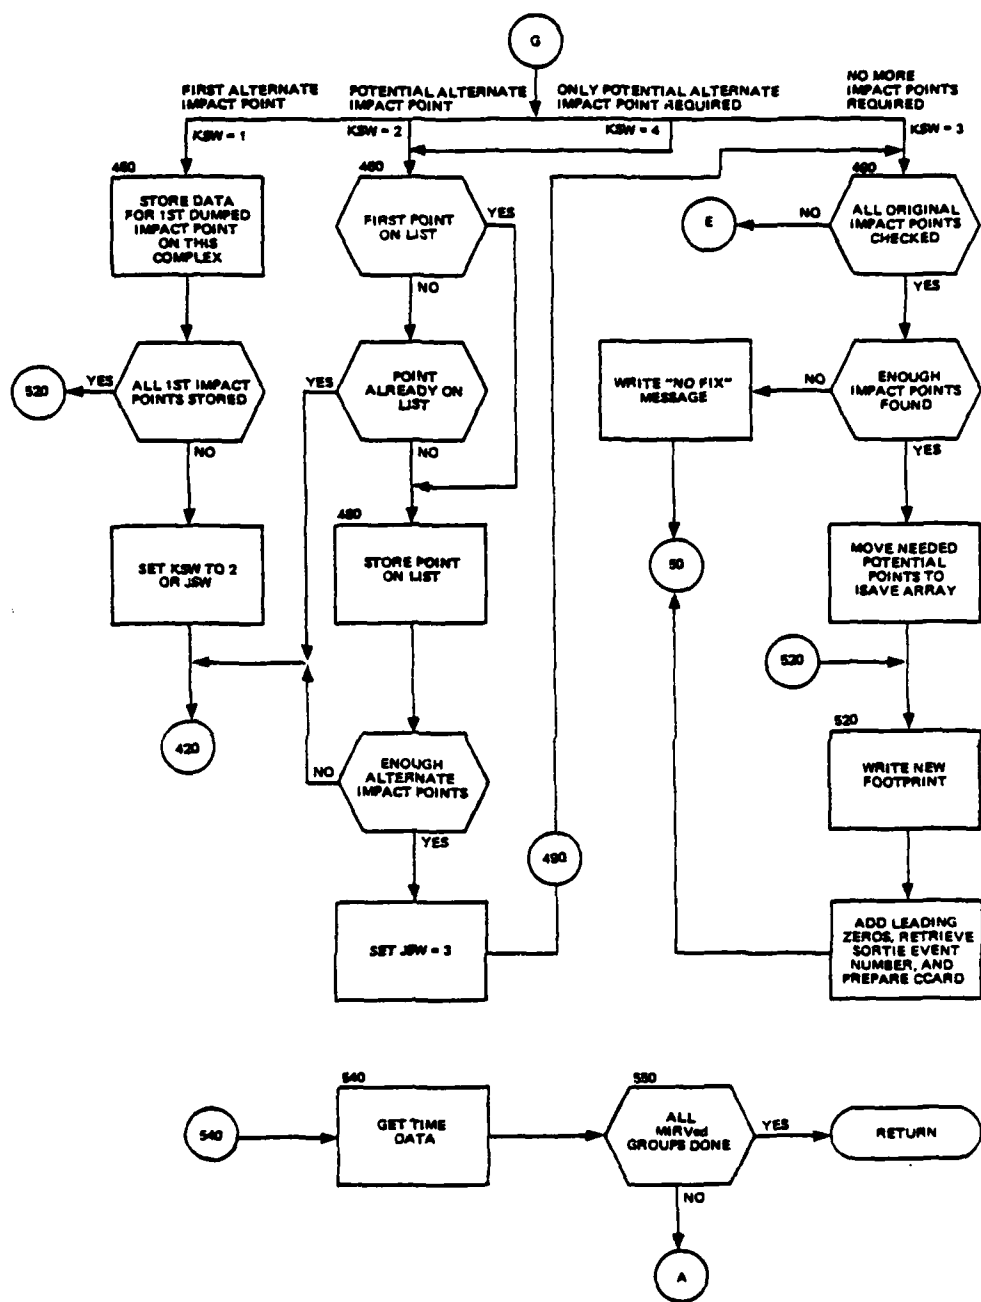 G
FIRST ALTERNATE
IMPACT POINT
POTENTIAL ALTERNATE
IMPACT POINT
ONLY POTENTIAL ALTERNATE
IMPACT POINT REQUIRED
NO MORE
IMPACT POINTS
REQUIRED
KSW = 1
KSW = 2
KSW = 4
KSW = 3
STORE DATA
FOR 1ST DUMPED
IMPACT POINT
ON THIS
COMPLEX
460
FIRST POINT
ON LIST
YES
NO
490
ALL ORIGINAL
IMPACT POINTS
CHECKED
NO
E
YES
520
YES
ALL 1ST IMPACT
POINTS STORED
NO
YES
POINT
ALREADY ON
LIST
NO
WRITE "NO FIX"
MESSAGE
NO
ENOUGH
IMPACT POINTS
FOUND
YES
SET KSW TO 2
OR JSW
480
STORE POINT
ON LIST
50
MOVE NEEDED
POTENTIAL
POINTS TO
ISAVE ARRAY
520
420
NO
ENOUGH
ALTERNATE
IMPACT POINTS
YES
520
WRITE NEW
FOOTPRINT
490
SET JSW = 3
ADD LEADING
ZEROS, RETRIEVE
SORTIE EVENT
NUMBER, AND
PREPARE CCARD
540
540
GET TIME
DATA
550
ALL
MIRVed
GROUPS DONE
YES
RETURN
NO
A